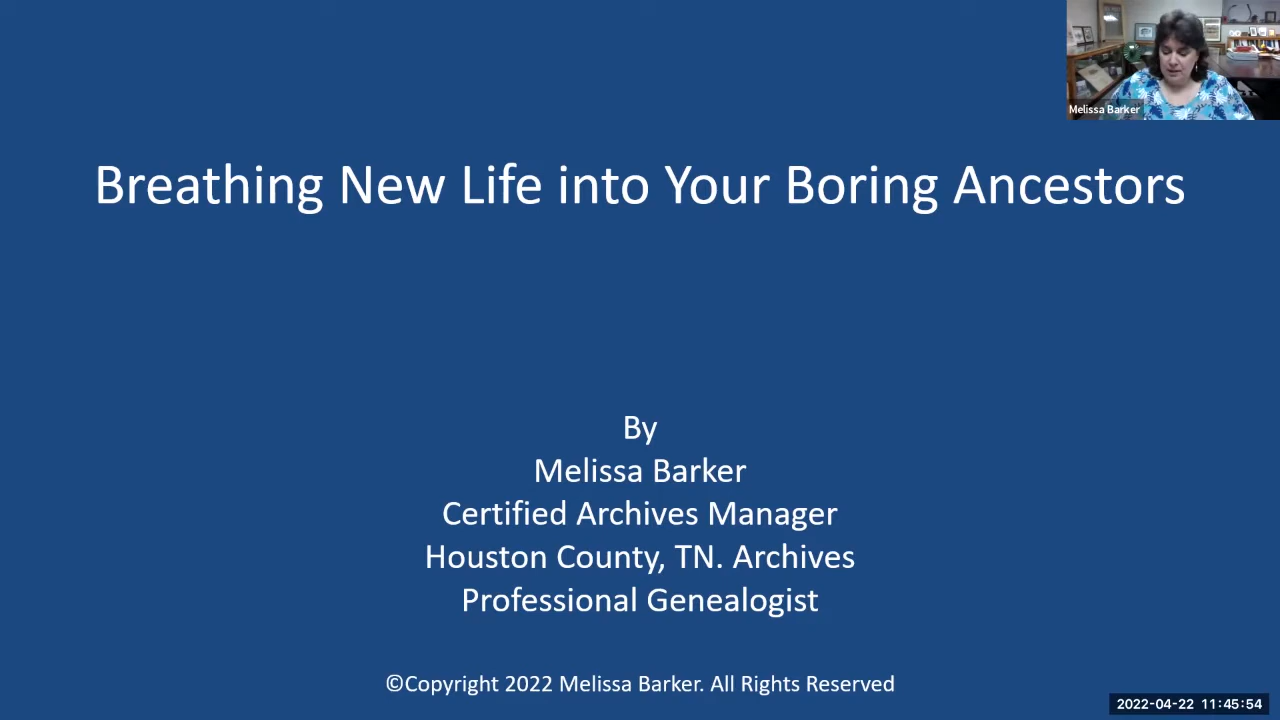 Melissa Barker
Breathing New Life into Your Boring Ancestors
By
Melissa Barker
Certified Archives Manager
Houston County, TN. Archives
Professional Genealogist
©Copyright 2022 Melissa Barker. All Rights Reserved
2022-04-22 11:45:54